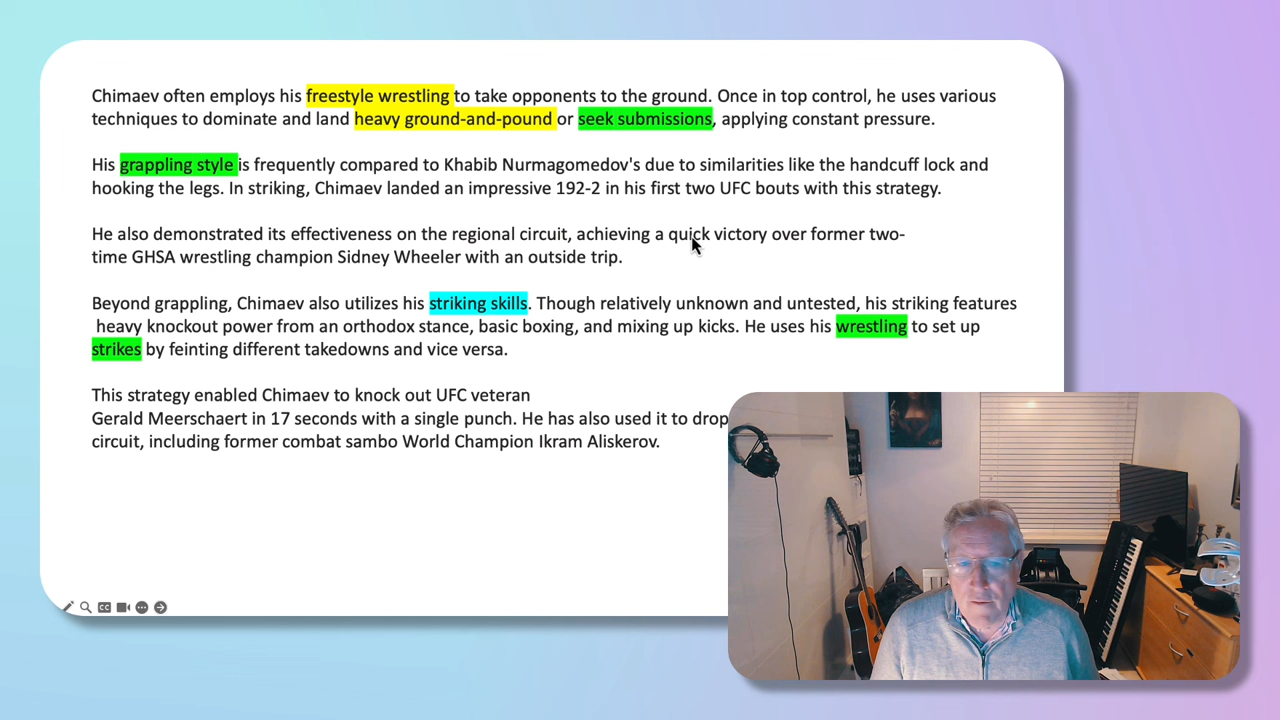 Chimaev often employs his freestyle wrestling to take opponents to the ground. Once in top control, he uses various
techniques to dominate and land heavy ground-and-pound or seek submissions, applying constant pressure.
His grappling style is frequently compared to Khabib Nurmagomedov's due to similarities like the handcuff lock and
hooking the legs. In striking, Chimaev landed an impressive 192-2 in his first two UFC bouts with this strategy.
He also demonstrated its effectiveness on the regional circuit, achieving a quick victory over former two-
time GHSA wrestling champion Sidney Wheeler with an outside trip.
Beyond grappling, Chimaev also utilizes his striking skills. Though relatively unknown and untested, his striking features
heavy knockout power from an orthodox stance, basic boxing, and mixing up kicks. He uses his wrestling to set up
strikes by feinting different takedowns and vice versa.
This strategy enabled Chimaev to knock out UFC veteran
Gerald Meerschaert in 17 seconds with a single punch. He has also used it to drop
circuit, including former combat sambo World Champion Ikram Aliskerov.
CC